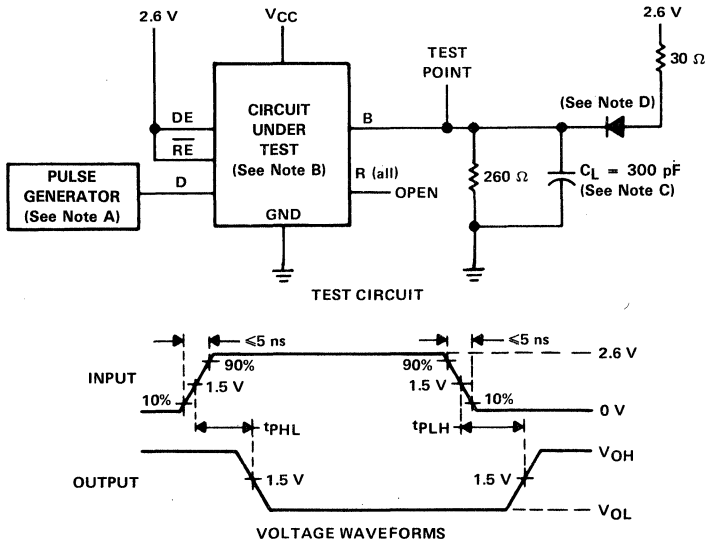 2.6 V
VCC
2.6 V
TEST
POINT
30 Ω
(See Note D)
DE
RE
D
CIRCUIT
UNDER
TEST
(See Note B)
GND
B
R (all)
OPEN
PULSE
GENERATOR
(See Note A)
260 Ω
CL = 300 pF
(See Note C)
TEST CIRCUIT
≤5 ns
≤5 ns
INPUT
90%
1.5 V
10%
90%
1.5 V
10%
2.6 V
0 V
tPHL
tPLH
OUTPUT
1.5 V
1.5 V
VOH
VOL
VOLTAGE WAVEFORMS